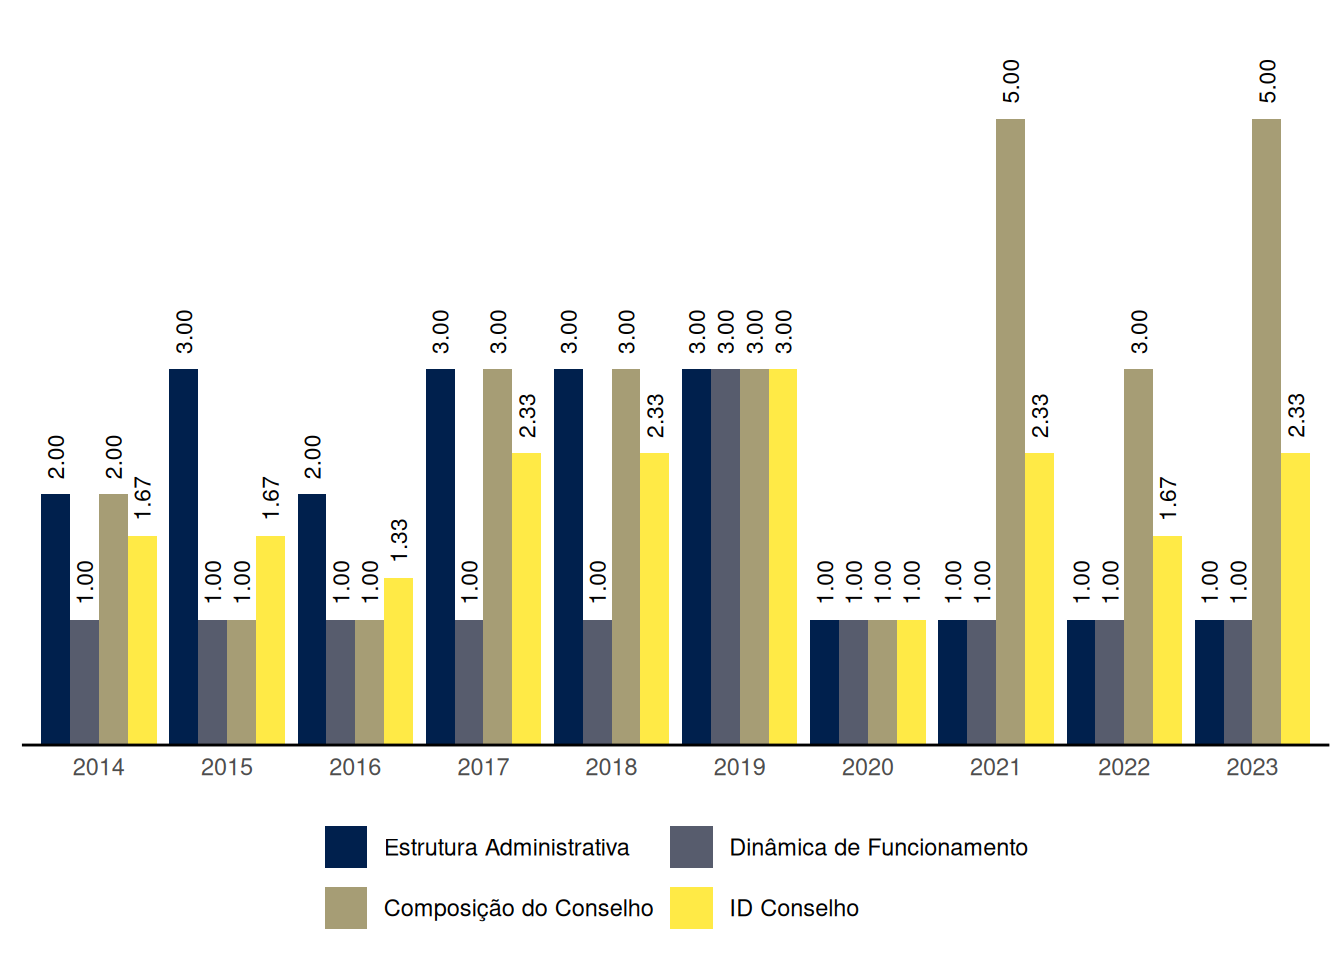 5.00 5.00
3.00 3.00 3.00 3.00 3.00 3.00 3.00 3.00 3.00 3.00
2.33 2.33 2.33 2.33
2.00 2.00 2.00
1.67 1.67 1.67
1.33
1.00 1.00 1.00 1.00 1.00 1.00 1.00 1.00 1.00 1.00 1.00 1.00 1.00 1.00 1.00 1.00 1.00
2014 2015 2016 2017 2018 2019 2020 2021 2022 2023
Estrutura Administrativa Dinâmica de Funcionamento
Composição do Conselho ID Conselho